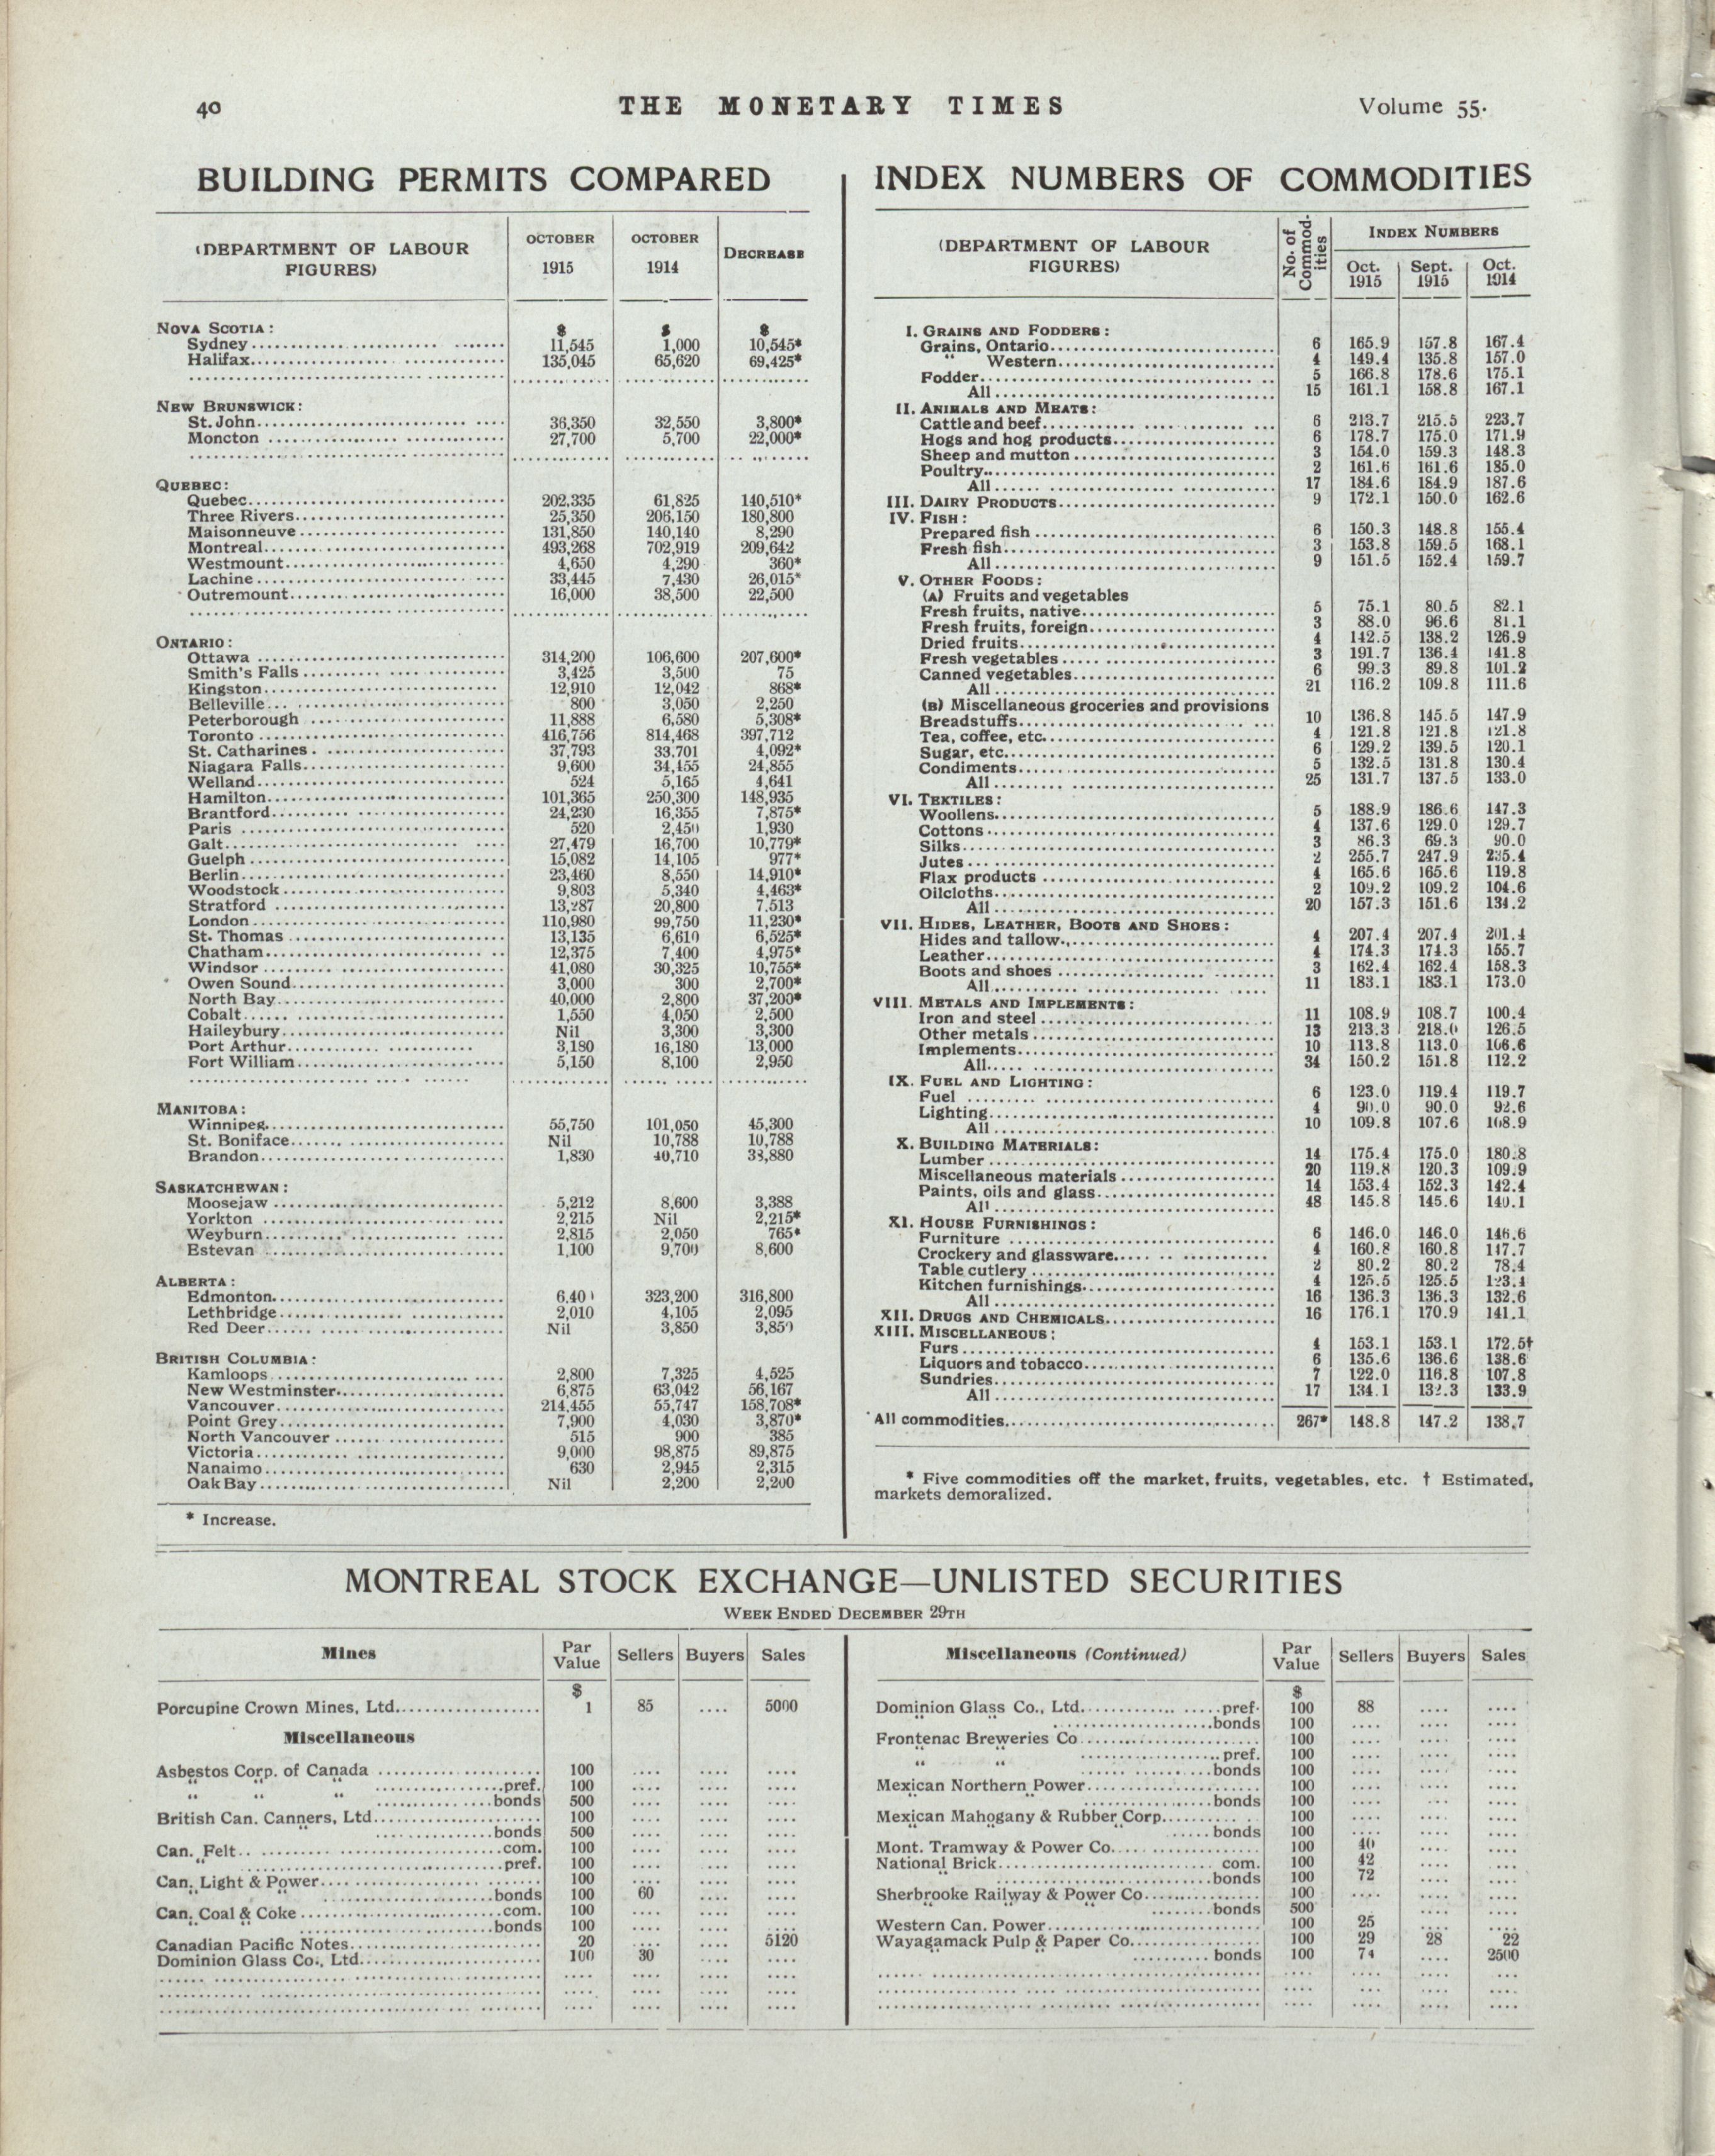 40
THE MONETARY TIMES
Volume 55.
BUILDING PERMITS COMPARED
(DEPARTMENT OF LABOUR FIGURES) OCTOBER 1915 OCTOBER 1914 DECREASE
NOVA SCOTIA: $ $ $
Sydney 11,545 1,000 10,545*
Halifax 135,045 65,620 69,425*
NEW BRUNSWICK:
St. John 36,350 32,550 3,800*
Moncton 27,700 5,700 22,000*
QUEBEC:
Quebec 202,335 61,825 140,510*
Three Rivers 25,350 206,150 180,800
Maisonneuve 131,850 140,140 8,290
Montreal 493,268 702,919 209,642
Westmount 4,650 4,290 360*
Lachine 33,445 7,430 26,015*
Outremount 16,000 38,500 22,500
ONTARIO:
Ottawa 314,200 106,600 207,600*
Smith's Falls 3,425 3,500 75
Kingston 12,910 12,042 868*
Belleville 800 3,050 2,250
Peterborough 11,888 6,580 5,308*
Toronto 416,756 814,468 397,712
St. Catharines 37,793 33,701 4,092*
Niagara Falls 9,600 34,455 24,855
Welland 524 5,165 4,641
Hamilton 101,365 250,300 148,935
Brantford 24,230 16,355 7,875*
Paris 520 2,450 1,930
Galt 27,479 16,700 10,779*
Guelph 15,082 14,105 977*
Berlin 23,460 8,550 14,910*
Woodstock 9,803 5,340 4,463*
Stratford 13,287 20,800 7,513
London 110,980 99,750 11,230*
St. Thomas 13,135 6,610 6,525*
Chatham 12,375 7,400 4,975*
Windsor 41,080 30,325 10,755*
Owen Sound 3,000 300 2,700*
North Bay 40,000 2,800 37,200*
Cobalt 1,550 4,050 2,500
Haileybury Nil 3,300 3,300
Port Arthur 3,180 16,180 13,000
Fort William 5,150 8,100 2,950
MANITOBA:
Winnipeg 55,750 101,050 45,300
St. Boniface Nil 10,788 10,788
Brandon 1,830 40,710 38,880
SASKATCHEWAN:
Moosejaw 5,212 8,600 3,388
Yorkton 2,215 Nil 2,215*
Weyburn 2,815 2,050 765*
Estevan 1,100 9,700 8,600
ALBERTA:
Edmonton 6,40 323,200 316,800
Lethbridge 2,010 4,105 2,095
Red Deer Nil 3,850 3,850
BRITISH COLUMBIA:
Kamloops 2,800 7,325 4,525
New Westminster 6,875 63,042 56,167
Vancouver 214,455 55,747 158,708*
Point Grey 7,900 4,030 3,870*
North Vancouver 515 900 385
Victoria 9,000 98,875 89,875
Nanaimo 630 2,945 2,315
Oak Bay Nil 2,200 2,200
* Increase.
INDEX NUMBERS OF COMMODITIES
(DEPARTMENT OF LABOUR FIGURES) No. of Commodities INDEX NUMBERS Oct. 1915 Sept. 1915 Oct. 1914
I. GRAINS AND FODDERS:
Grains, Ontario 6 165.9 157.8 167.4
" Western 4 149.4 135.8 157.0
Fodder 5 166.8 178.6 175.1
All 15 161.1 158.8 167.1
II. ANIMALS AND MEATS:
Cattle and beef 6 213.7 215.5 223.7
Hogs and hog products 6 178.7 175.0 171.9
Sheep and mutton 3 154.0 159.3 148.3
Poultry 2 161.6 161.6 185.0
All 17 184.6 184.9 187.6
III. DAIRY PRODUCTS 9 172.1 150.0 162.6
IV. FISH:
Prepared fish 6 150.3 148.8 155.4
Fresh fish 3 153.8 159.5 168.1
All 9 151.5 152.4 159.7
V. OTHER FOODS:
(A) Fruits and vegetables
Fresh fruits, native 5 75.1 80.5 82.1
Fresh fruits, foreign 3 88.0 96.6 81.1
Dried fruits 4 142.5 138.2 126.9
Fresh vegetables 3 191.7 136.4 141.8
Canned vegetables 6 99.3 89.8 101.2
All 21 116.2 109.8 111.6
(B) Miscellaneous groceries and provisions
Breadstuffs 10 136.8 145.5 147.9
Tea, coffee, etc. 4 121.8 121.8 121.8
Sugar, etc. 6 129.2 139.5 120.1
Condiments 5 132.5 131.8 130.4
All 25 131.7 137.5 133.0
VI. TEXTILES:
Woollens 5 188.9 186.6 147.3
Cottons 4 137.6 129.0 129.7
Silks 3 86.3 69.3 90.0
Jutes 2 255.7 247.9 235.4
Flax products 4 165.6 165.6 119.8
Oilcloths 2 109.2 109.2 104.6
All 20 157.3 151.6 134.2
VII. HIDES, LEATHER, BOOTS AND SHOES:
Hides and tallow 4 207.4 207.4 201.4
Leather 4 174.3 174.3 155.7
Boots and shoes 3 162.4 162.4 158.3
All 11 183.1 183.1 173.0
VIII. METALS AND IMPLEMENTS:
Iron and steel 11 108.9 108.7 100.4
Other metals 13 213.3 218.0 126.5
Implements 10 113.8 113.0 106.6
All 34 150.2 151.8 112.2
IX. FUEL AND LIGHTING:
Fuel 6 123.0 119.4 119.7
Lighting 4 90.0 90.0 92.6
All 10 109.8 107.6 108.9
X. BUILDING MATERIALS:
Lumber 14 175.4 175.0 180.8
Miscellaneous materials 20 119.8 120.3 109.9
Paints, oils and glass 14 153.4 152.3 142.4
All 48 145.8 145.6 140.1
XI. HOUSE FURNISHINGS:
Furniture 6 146.0 146.0 146.6
Crockery and glassware 4 160.8 160.8 117.7
Table cutlery 2 80.2 80.2 78.4
Kitchen furnishings 4 125.5 125.5 123.4
All 16 136.3 136.3 132.6
XII. DRUGS AND CHEMICALS 16 176.1 170.9 141.1
XIII. MISCELLANEOUS:
Furs 4 153.1 153.1 172.5†
Liquors and tobacco 6 135.6 136.6 138.6
Sundries 7 122.0 116.8 107.8
All 17 134.1 132.3 133.9
All commodities 267* 148.8 147.2 138.7
* Five commodities off the market, fruits, vegetables, etc. † Estimated,
markets demoralized.
MONTREAL STOCK EXCHANGE—UNLISTED SECURITIES
WEEK ENDED DECEMBER 29TH
Mines Par Value Sellers Buyers Sales
$
Porcupine Crown Mines, Ltd. 1 85 .... 5000
Miscellaneous
Asbestos Corp. of Canada 100 .... .... ....
" " " pref. 100 .... .... ....
bonds 500 .... .... ....
British Can. Canners, Ltd. 100 .... .... ....
" bonds 500 .... .... ....
Can. Felt com. 100 .... .... ....
" pref. 100 .... .... ....
Can. Light & Power 100 .... .... ....
" " bonds 100 60 .... ....
Can. Coal & Coke com. 100 .... .... ....
" " bonds 100 .... .... ....
Canadian Pacific Notes 20 .... .... 5120
Dominion Glass Co., Ltd. 100 30 .... ....
Miscellaneous (Continued) Par Value Sellers Buyers Sales
$
Dominion Glass Co., Ltd. pref. 100 88 .... ....
" " bonds 100 .... .... ....
Frontenac Breweries Co 100 .... .... ....
" " pref. 100 .... .... ....
" " bonds 100 .... .... ....
Mexican Northern Power 100 .... .... ....
" " bonds 100 .... .... ....
Mexican Mahogany & Rubber Corp. 100 .... .... ....
" " " bonds 100 .... .... ....
Mont. Tramway & Power Co. 100 40 .... ....
National Brick com. 100 42 .... ....
" bonds 100 72 .... ....
Sherbrooke Railway & Power Co. 100 .... .... ....
" " " bonds 500 .... ....
Western Can. Power 100 25 .... ....
Wayagamack Pulp & Paper Co. 100 29 28 22
" bonds 100 74 .... 2500